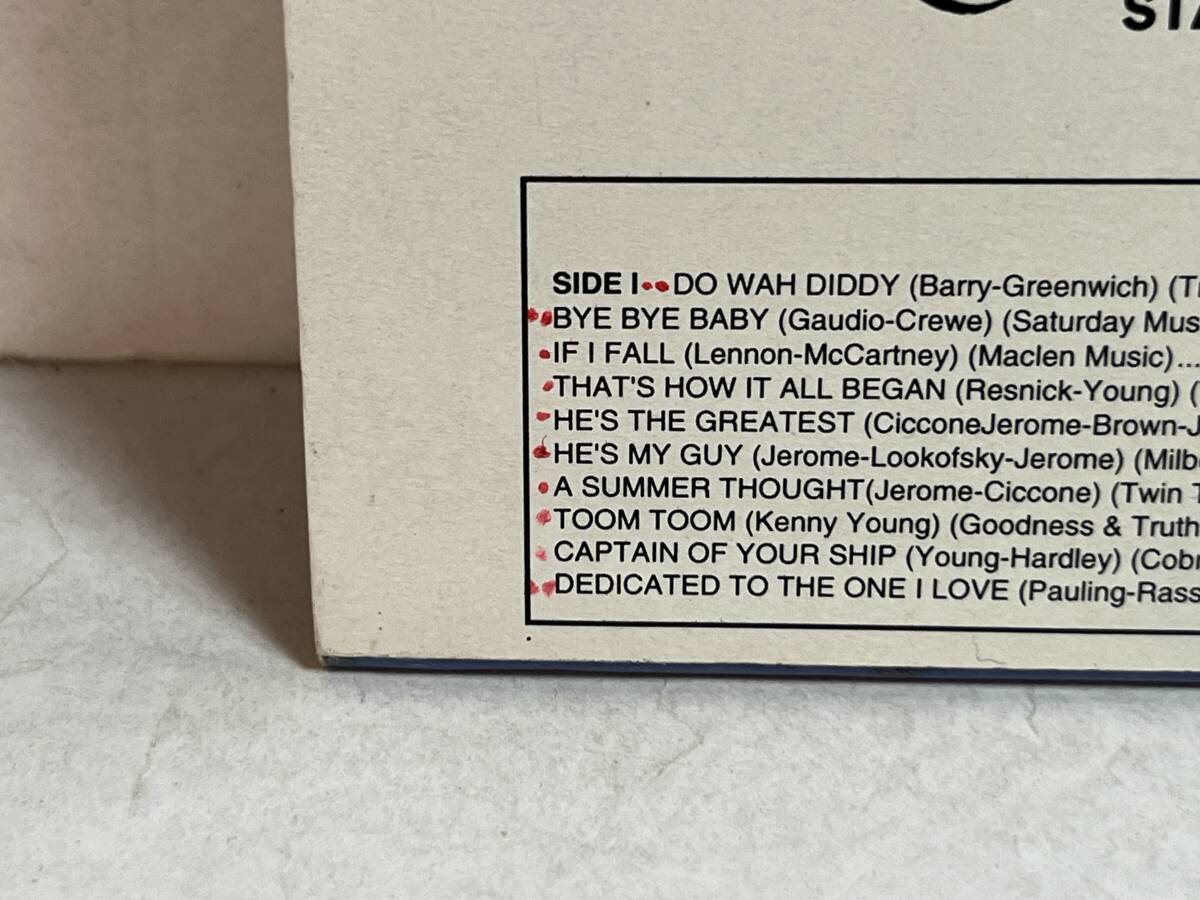 SIDE I DO WAH DIDDY (Barry-Greenwich)
BYE BYE BABY (Gaudio-Crewe) (Saturday
IF I FALL (Lennon-McCartney) (Maclen Music)...
THAT'S HOW IT ALL BEGAN (Resnick-Young) (
HE'S THE GREATEST (CicconeJerome-Brown-J
HE'S MY GUY (Jerome-Lookofsky-Jerome)
A SUMMER THOUGHT(Jerome-Ciccone) (Twin
TOOM TOOM (Kenny Young) (Goodness & Truth
CAPTAIN OF YOUR SHIP (Young-Hardley)
DEDICATED TO THE ONE I LOVE (Pauling-Rass